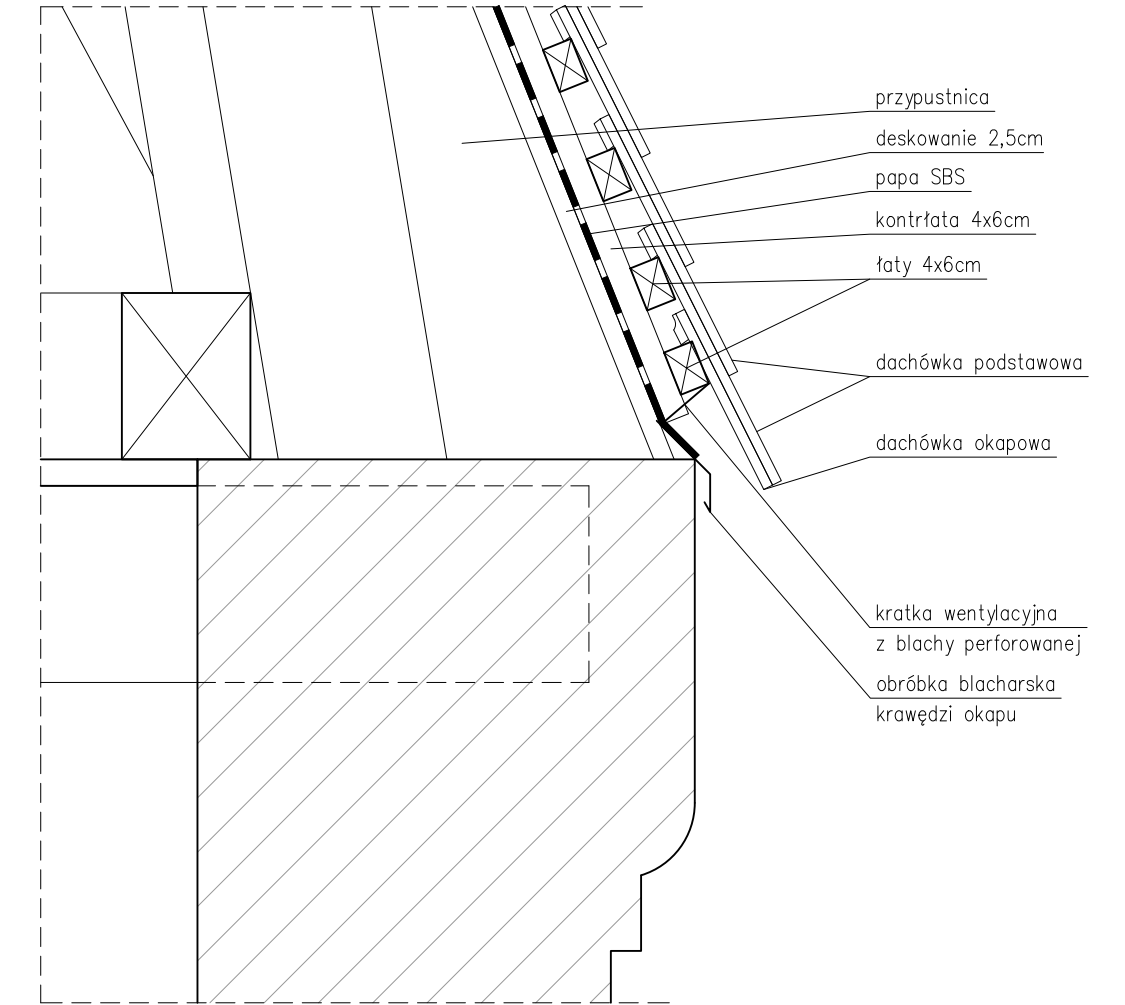 przypustnica
deskowanie 2,5cm
papa SBS
kontrłata 4x6cm
łaty 4x6cm
dachówka podstawowa
dachówka okapowa
kratka wentylacyjna
z blachy perforowanej
obróbka blacharska
krawędzi okapu